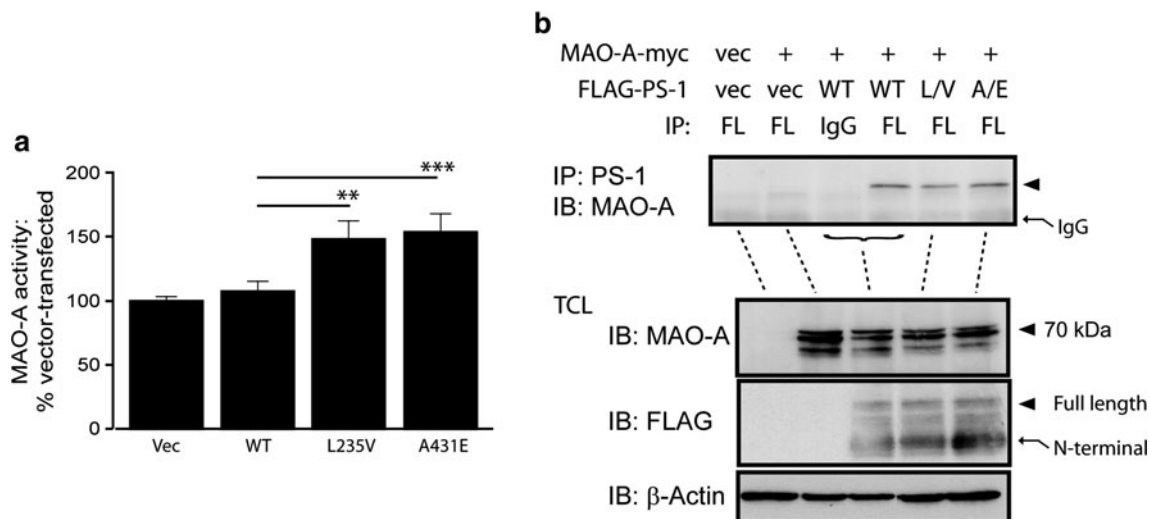 a
MAO-A activity:
% vector-transfected
200
150
100
50
0
***
**
Vec WT L235V A431E
b
MAO-A-myc vec + + + + +
FLAG-PS-1 vec vec WT WT L/V A/E
IP: FL FL IgG FL FL FL
IP: PS-1
IB: MAO-A
IgG
TCL
IB: MAO-A
70 kDa
IB: FLAG
Full length
N-terminal
IB: β-Actin